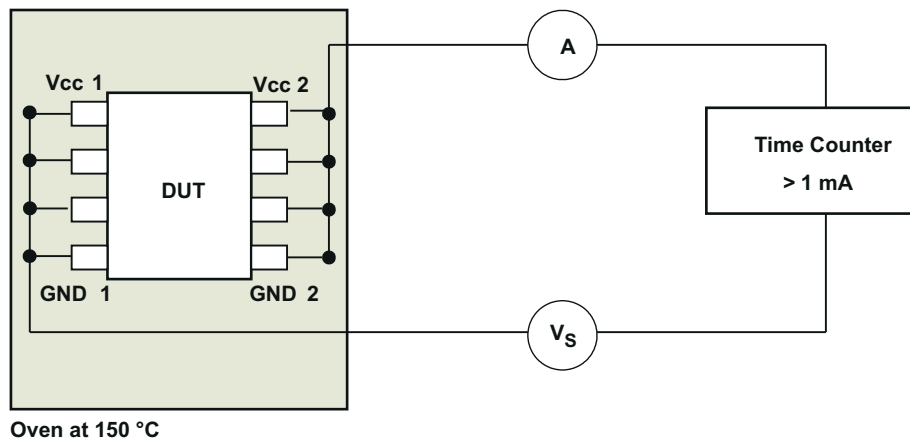 A
Vcc 1
Vcc 2
Time Counter
> 1 mA
DUT
GND 1
GND 2
VS
Oven at 150 °C